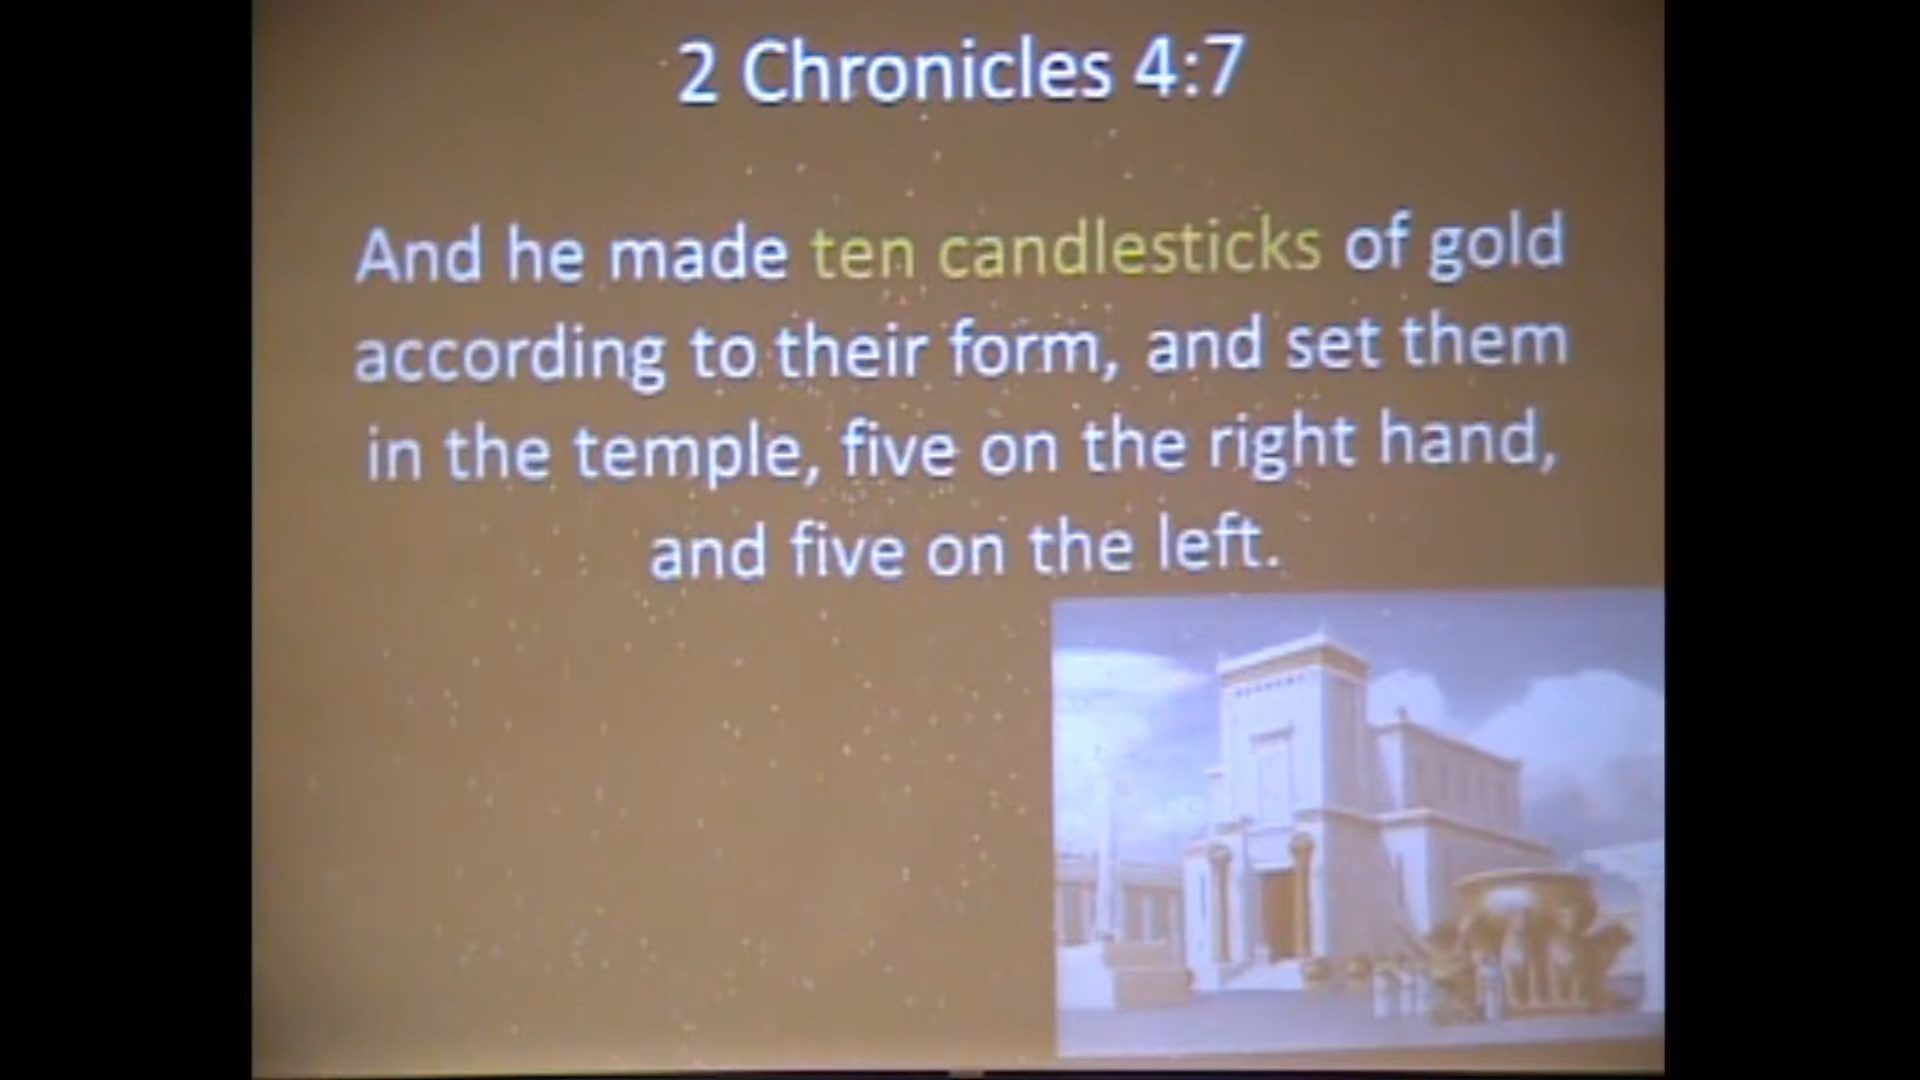 2 Chronicles 4:7
And he made ten candlesticks of gold
according to their form, and set them
in the temple, five on the right hand,
and five on the left.